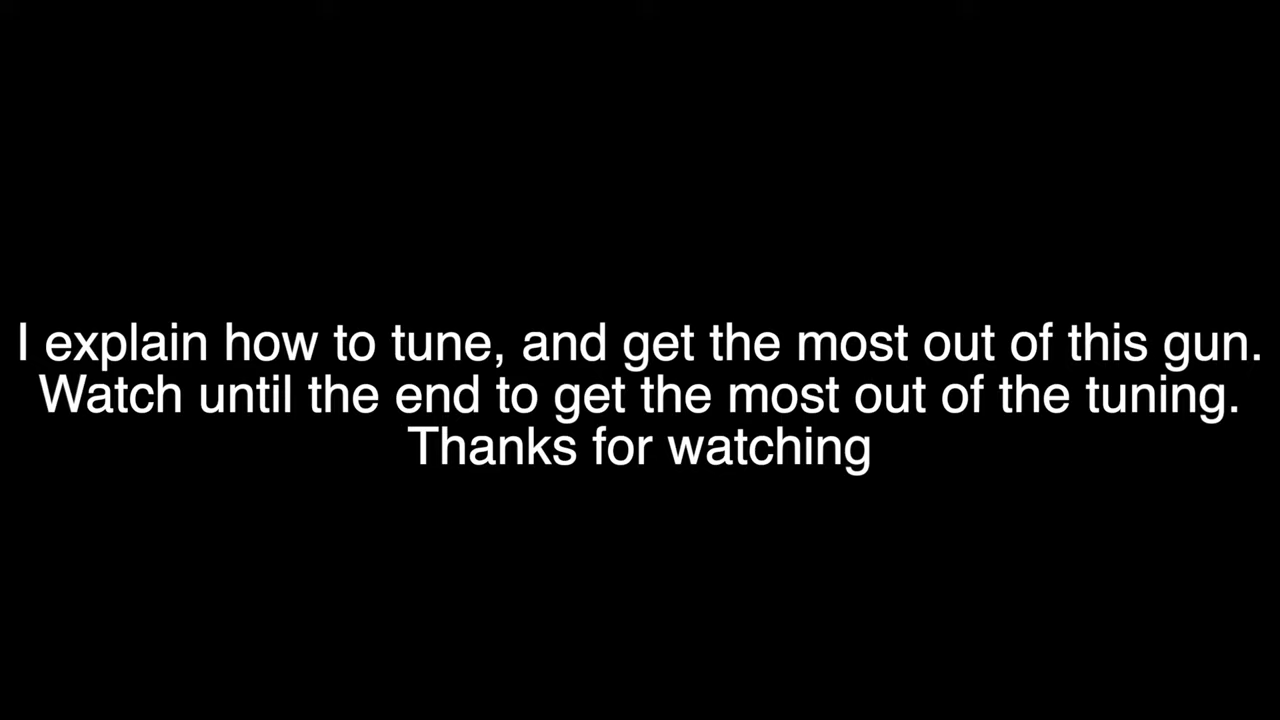 I explain how to tune, and get the most out of this gun.
Watch until the end to get the most out of the tuning.
Thanks for watching